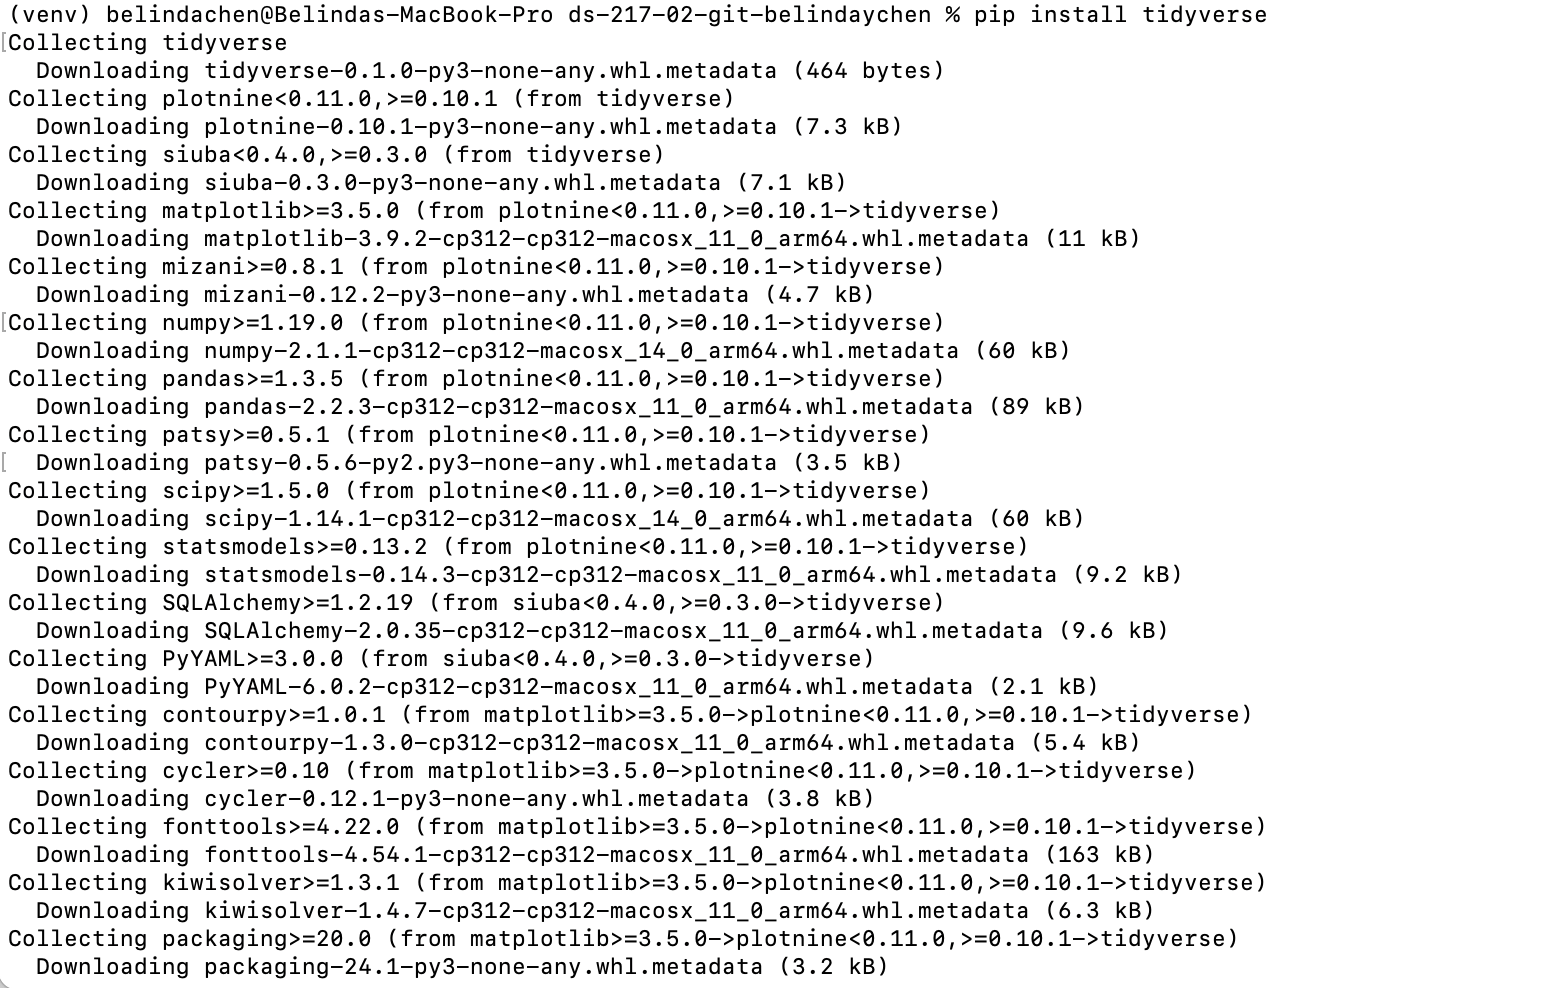 (venv) belindachen@Belindas-MacBook-Pro ds-217-02-git-belindaychen % pip install tidyverse
[Collecting tidyverse
  Downloading tidyverse-0.1.0-py3-none-any.whl.metadata (464 bytes)
Collecting plotnine<0.11.0,>=0.10.1 (from tidyverse)
  Downloading plotnine-0.10.1-py3-none-any.whl.metadata (7.3 kB)
Collecting siuba<0.4.0,>=0.3.0 (from tidyverse)
  Downloading siuba-0.3.0-py3-none-any.whl.metadata (7.1 kB)
Collecting matplotlib>=3.5.0 (from plotnine<0.11.0,>=0.10.1->tidyverse)
  Downloading matplotlib-3.9.2-cp312-cp312-macosx_11_0_arm64.whl.metadata (11 kB)
Collecting mizani>=0.8.1 (from plotnine<0.11.0,>=0.10.1->tidyverse)
  Downloading mizani-0.12.2-py3-none-any.whl.metadata (4.7 kB)
[Collecting numpy>=1.19.0 (from plotnine<0.11.0,>=0.10.1->tidyverse)
  Downloading numpy-2.1.1-cp312-cp312-macosx_14_0_arm64.whl.metadata (60 kB)
Collecting pandas>=1.3.5 (from plotnine<0.11.0,>=0.10.1->tidyverse)
  Downloading pandas-2.2.3-cp312-cp312-macosx_11_0_arm64.whl.metadata (89 kB)
Collecting patsy>=0.5.1 (from plotnine<0.11.0,>=0.10.1->tidyverse)
[  Downloading patsy-0.5.6-py2.py3-none-any.whl.metadata (3.5 kB)
Collecting scipy>=1.5.0 (from plotnine<0.11.0,>=0.10.1->tidyverse)
  Downloading scipy-1.14.1-cp312-cp312-macosx_14_0_arm64.whl.metadata (60 kB)
Collecting statsmodels>=0.13.2 (from plotnine<0.11.0,>=0.10.1->tidyverse)
  Downloading statsmodels-0.14.3-cp312-cp312-macosx_11_0_arm64.whl.metadata (9.2 kB)
Collecting SQLAlchemy>=1.2.19 (from siuba<0.4.0,>=0.3.0->tidyverse)
  Downloading SQLAlchemy-2.0.35-cp312-cp312-macosx_11_0_arm64.whl.metadata (9.6 kB)
Collecting PyYAML>=3.0.0 (from siuba<0.4.0,>=0.3.0->tidyverse)
  Downloading PyYAML-6.0.2-cp312-cp312-macosx_11_0_arm64.whl.metadata (2.1 kB)
Collecting contourpy>=1.0.1 (from matplotlib>=3.5.0->plotnine<0.11.0,>=0.10.1->tidyverse)
  Downloading contourpy-1.3.0-cp312-cp312-macosx_11_0_arm64.whl.metadata (5.4 kB)
Collecting cycler>=0.10 (from matplotlib>=3.5.0->plotnine<0.11.0,>=0.10.1->tidyverse)
  Downloading cycler-0.12.1-py3-none-any.whl.metadata (3.8 kB)
Collecting fonttools>=4.22.0 (from matplotlib>=3.5.0->plotnine<0.11.0,>=0.10.1->tidyverse)
  Downloading fonttools-4.54.1-cp312-cp312-macosx_11_0_arm64.whl.metadata (163 kB)
Collecting kiwisolver>=1.3.1 (from matplotlib>=3.5.0->plotnine<0.11.0,>=0.10.1->tidyverse)
  Downloading kiwisolver-1.4.7-cp312-cp312-macosx_11_0_arm64.whl.metadata (6.3 kB)
Collecting packaging>=20.0 (from matplotlib>=3.5.0->plotnine<0.11.0,>=0.10.1->tidyverse)
  Downloading packaging-24.1-py3-none-any.whl.metadata (3.2 kB)